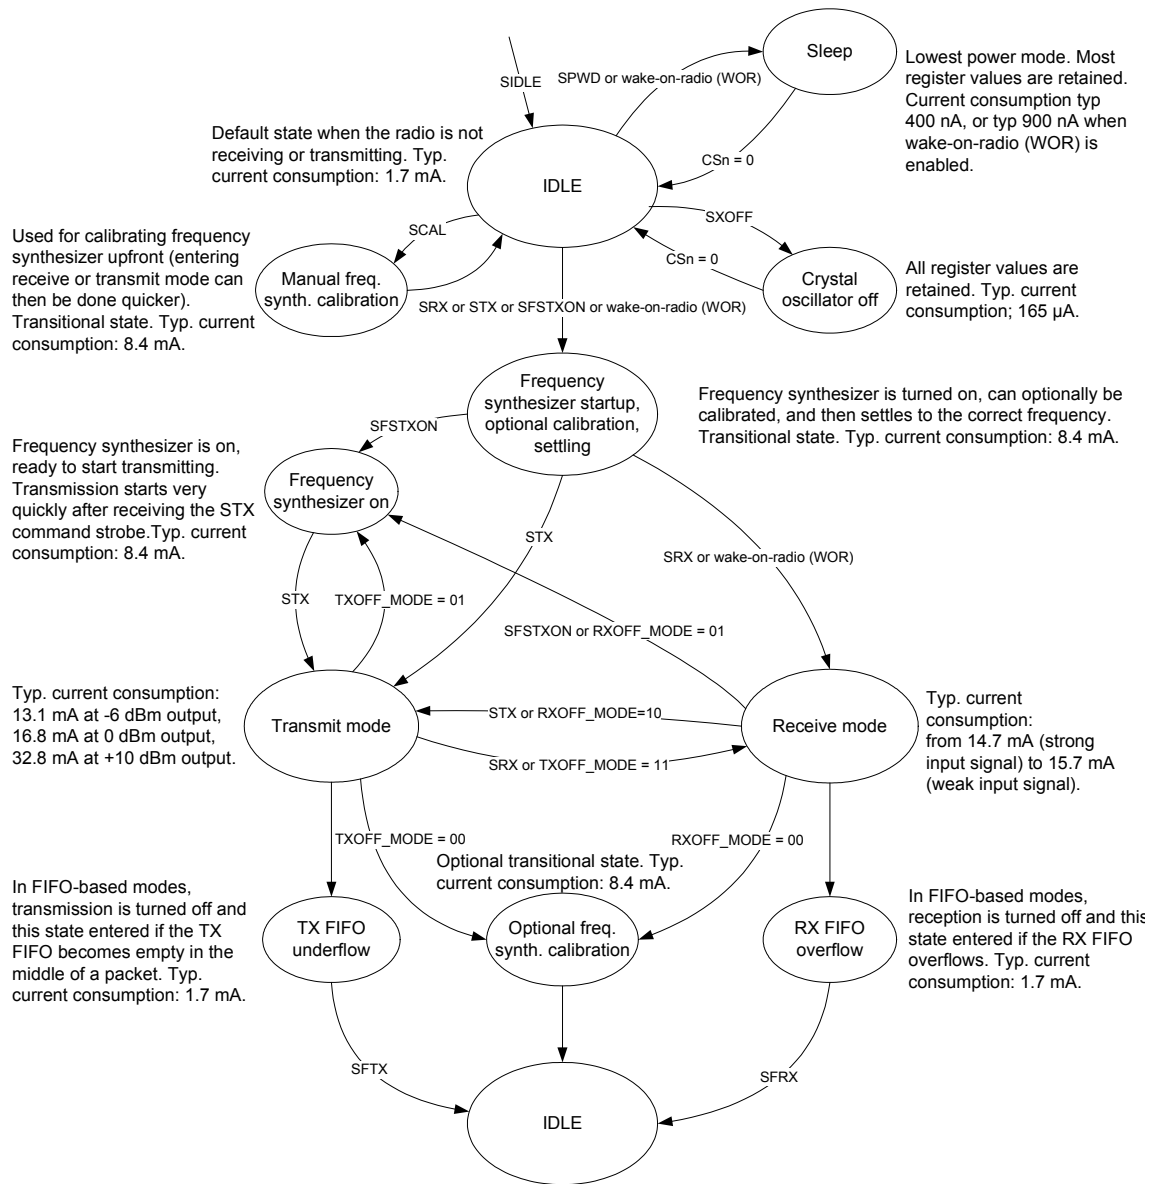 Sleep
Lowest power mode. Most
register values are retained.
Current consumption typ
400 nA, or typ 900 nA when
wake-on-radio (WOR) is
enabled.
SPWD or wake-on-radio (WOR)
SIDLE
Default state when the radio is not
receiving or transmitting. Typ.
current consumption: 1.7 mA.
CSn = 0
IDLE
SXOFF
SCAL
CSn = 0
Used for calibrating frequency
synthesizer upfront (entering
receive or transmit mode can
then be done quicker).
Transitional state. Typ. current
consumption: 8.4 mA.
Manual freq.
synth. calibration
Crystal
oscillator off
All register values are
retained. Typ. current
consumption; 165 µA.
SRX or STX or SFSTXON or wake-on-radio (WOR)
Frequency
synthesizer startup,
optional calibration,
settling
Frequency synthesizer is turned on, can optionally be
calibrated, and then settles to the correct frequency.
Transitional state. Typ. current consumption: 8.4 mA.
SFSTXON
Frequency synthesizer is on,
ready to start transmitting.
Transmission starts very
quickly after receiving the STX
command strobe.Typ. current
consumption: 8.4 mA.
Frequency
synthesizer on
STX
SRX or wake-on-radio (WOR)
STX
TXOFF_MODE = 01
SFSTXON or RXOFF_MODE = 01
Typ. current consumption:
13.1 mA at -6 dBm output,
16.8 mA at 0 dBm output,
32.8 mA at +10 dBm output.
Transmit mode
STX or RXOFF_MODE=10
Receive mode
SRX or TXOFF_MODE = 11
Typ. current
consumption:
from 14.7 mA (strong
input signal) to 15.7 mA
(weak input signal).
TXOFF_MODE = 00
RXOFF_MODE = 00
Optional transitional state. Typ.
current consumption: 8.4 mA.
In FIFO-based modes,
transmission is turned off and
this state entered if the TX
FIFO becomes empty in the
middle of a packet. Typ.
current consumption: 1.7 mA.
TX FIFO
underflow
Optional freq.
synth. calibration
RX FIFO
overflow
In FIFO-based modes,
reception is turned off and this
state entered if the RX FIFO
overflows. Typ. current
consumption: 1.7 mA.
SFTX
SFRX
IDLE